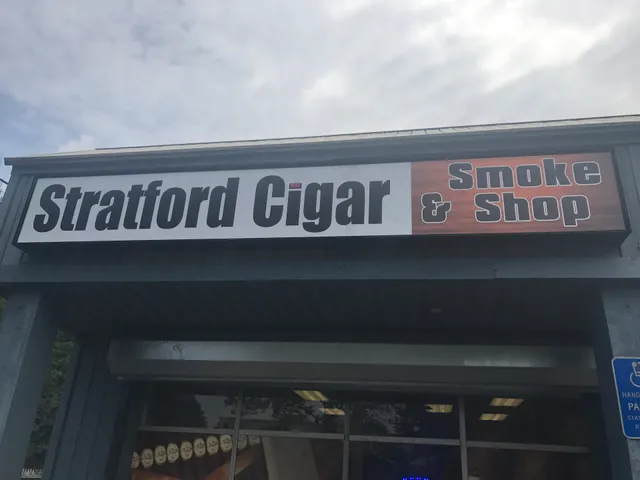 Stratford Cigar
Smoke
& Shop